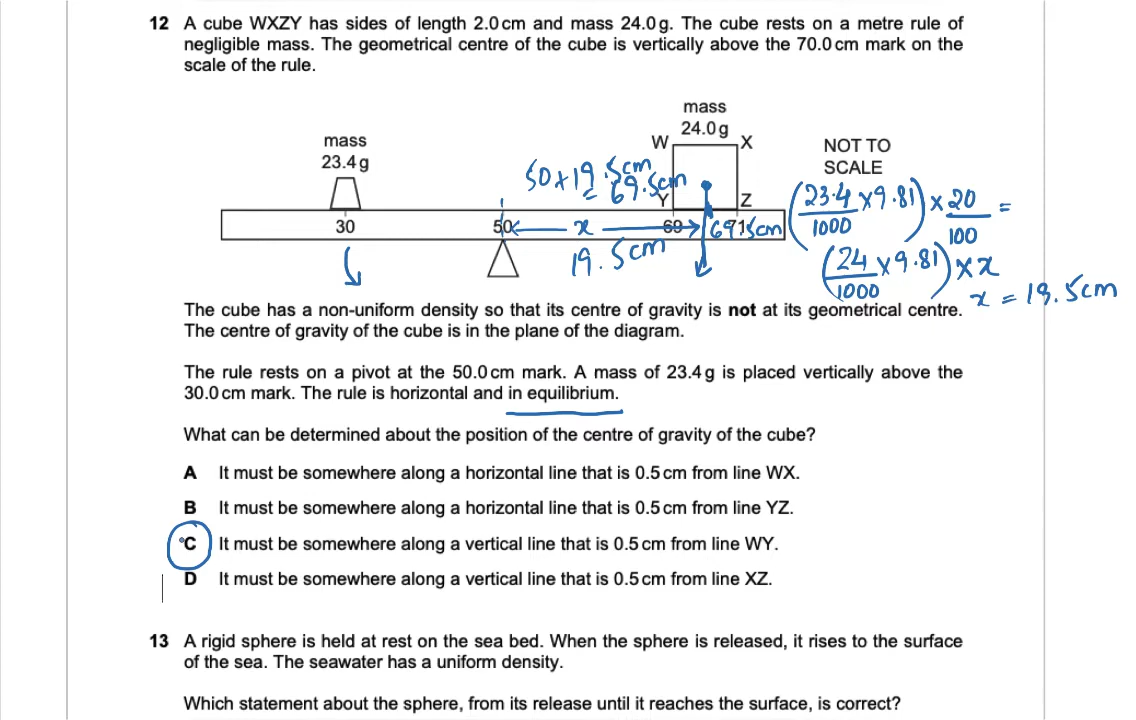 12 A cube WXZY has sides of length 2.0 cm and mass 24.0 g. The cube rests on a metre rule of
negligible mass. The geometrical centre of the cube is vertically above the 70.0 cm mark on the
scale of the rule.
mass
24.0 g
mass
23.4 g
W
X
NOT TO
SCALE
50+19.5cm
= 69.5cm
Y
Z
(23.4/1000 × 9.81) × 20/100 =
30
50
x
69
71
69.5cm
19.5cm
(24/1000 × 9.81) × x
x = 19.5cm
The cube has a non-uniform density so that its centre of gravity is not at its geometrical centre.
The centre of gravity of the cube is in the plane of the diagram.
The rule rests on a pivot at the 50.0 cm mark. A mass of 23.4 g is placed vertically above the
30.0 cm mark. The rule is horizontal and in equilibrium.
What can be determined about the position of the centre of gravity of the cube?
A It must be somewhere along a horizontal line that is 0.5 cm from line WX.
B It must be somewhere along a horizontal line that is 0.5 cm from line YZ.
C It must be somewhere along a vertical line that is 0.5 cm from line WY.
D It must be somewhere along a vertical line that is 0.5 cm from line XZ.
13 A rigid sphere is held at rest on the sea bed. When the sphere is released, it rises to the surface
of the sea. The seawater has a uniform density.
Which statement about the sphere, from its release until it reaches the surface, is correct?